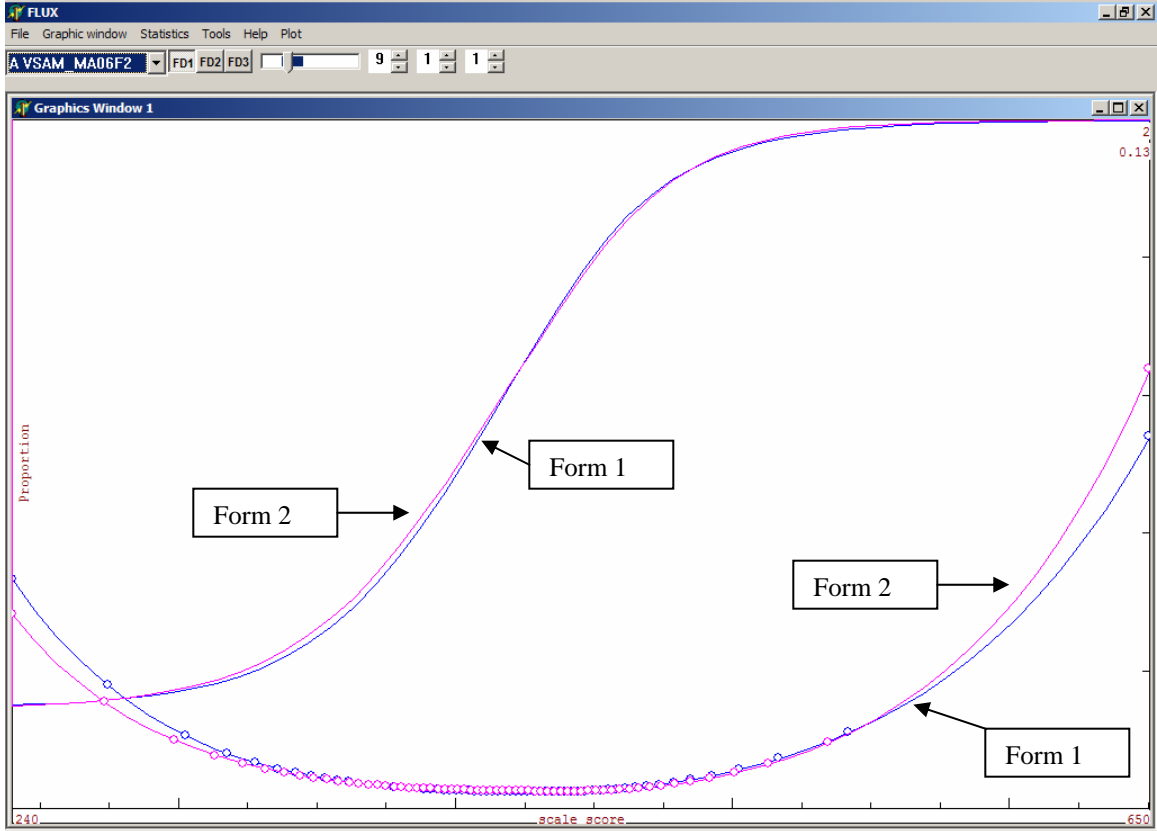 FLUX
File Graphic window Statistics Tools Help Plot
A VSAM_MA06F2 FD1 FD2 FD3 9 1 1
Graphics Window 1
2
0.13
Proportion
Form 1
Form 2
Form 2
Form 1
240 scale score 650